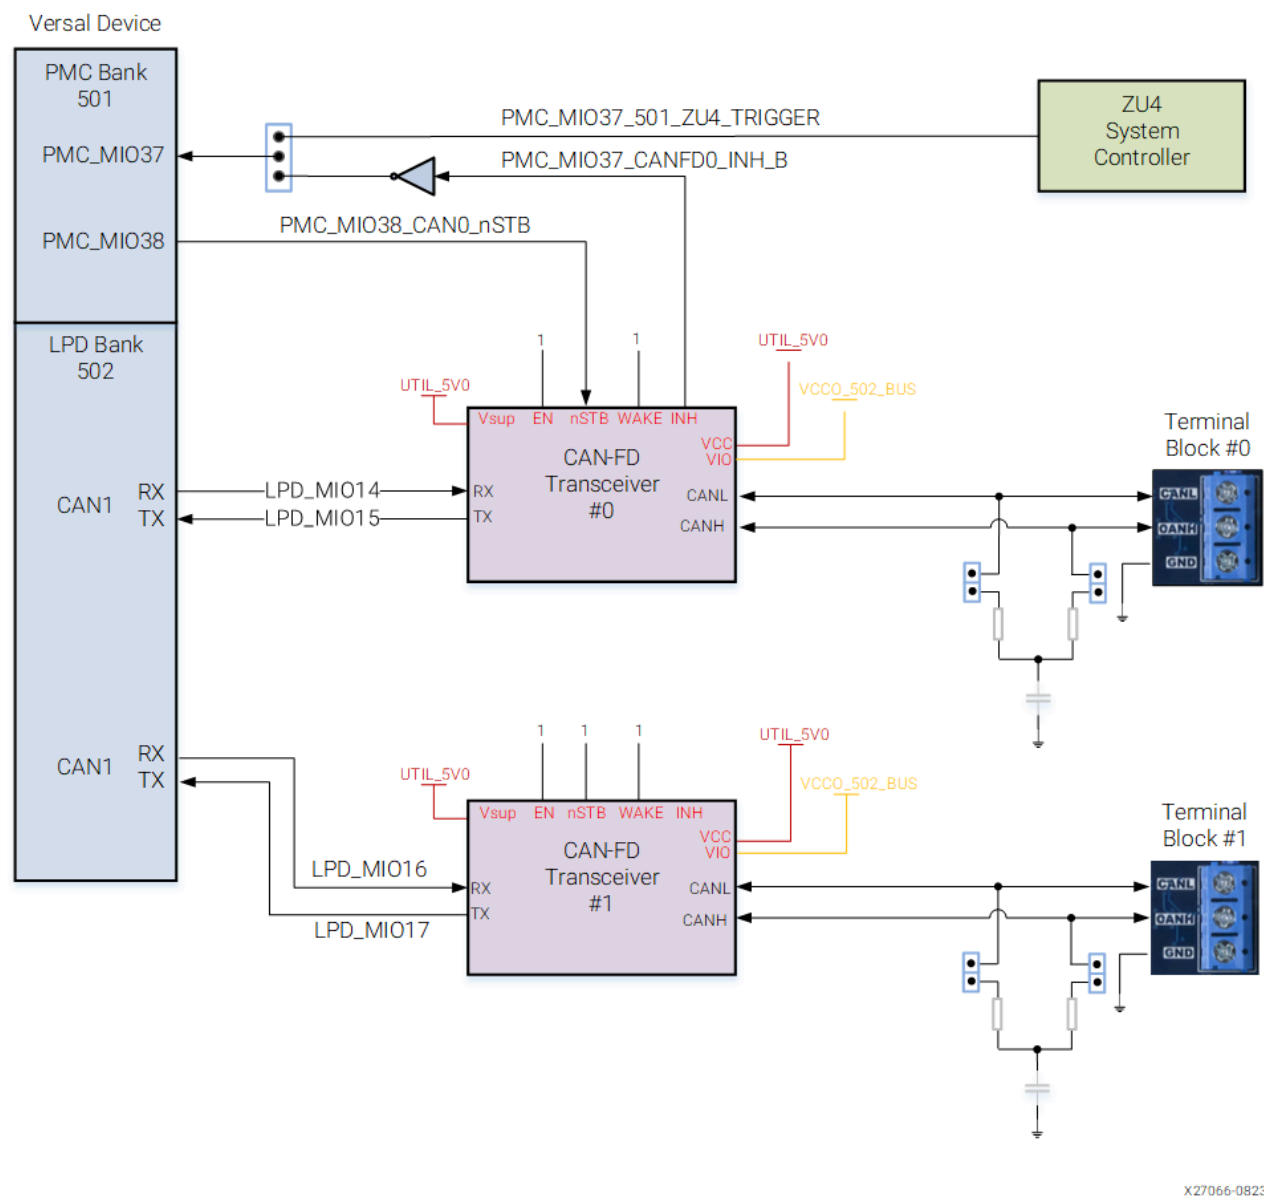 Versal Device
PMC Bank
501
PMC_MIO37
PMC_MIO38
PMC_MIO37_501_ZU4_TRIGGER
PMC_MIO37_CANFD0_INH_B
PMC_MIO38_CAN0_nSTB
ZU4
System
Controller
LPD Bank
502
1
1
UTIL_5V0
UTIL_5V0
VCCO_502_BUS
Vsup EN nSTB WAKE INH
VCC
VIO
CAN-FD
Transceiver
#0
RX
TX
CANL
CANH
CAN1
RX
TX
LPD_MIO14
LPD_MIO15
Terminal
Block #0
CANL
CANH
GND
1
1
1
UTIL_5V0
UTIL_5V0
VCCO_502_BUS
Vsup EN nSTB WAKE INH
VCC
VIO
CAN-FD
Transceiver
#1
RX
TX
CANL
CANH
CAN1
RX
TX
LPD_MIO16
LPD_MIO17
Terminal
Block #1
CANL
CANH
GND
X27066-0823